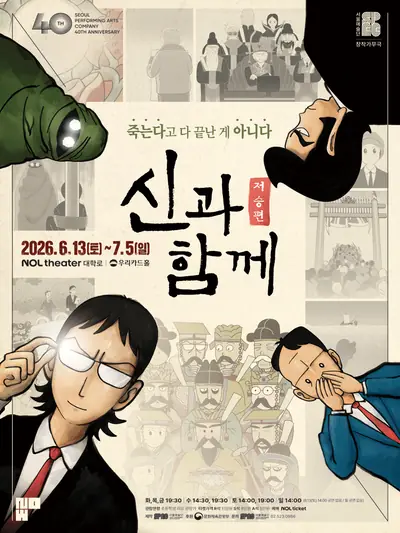 40TH
SEOUL
PERFORMING ARTS
COMPANY
40TH ANNIVERSARY
서울예술단
창작가무극
죽는다고 다 끝난 게 아니다
신과
함께
저승편
2026. 6. 13(토) ~ 7. 5(일)
NOL theater 대학로 | 우리카드홀
화, 목, 금 19:30 | 수 14:30, 19:30 | 토 14:00, 19:00 | 일 14:00
NOL ticket